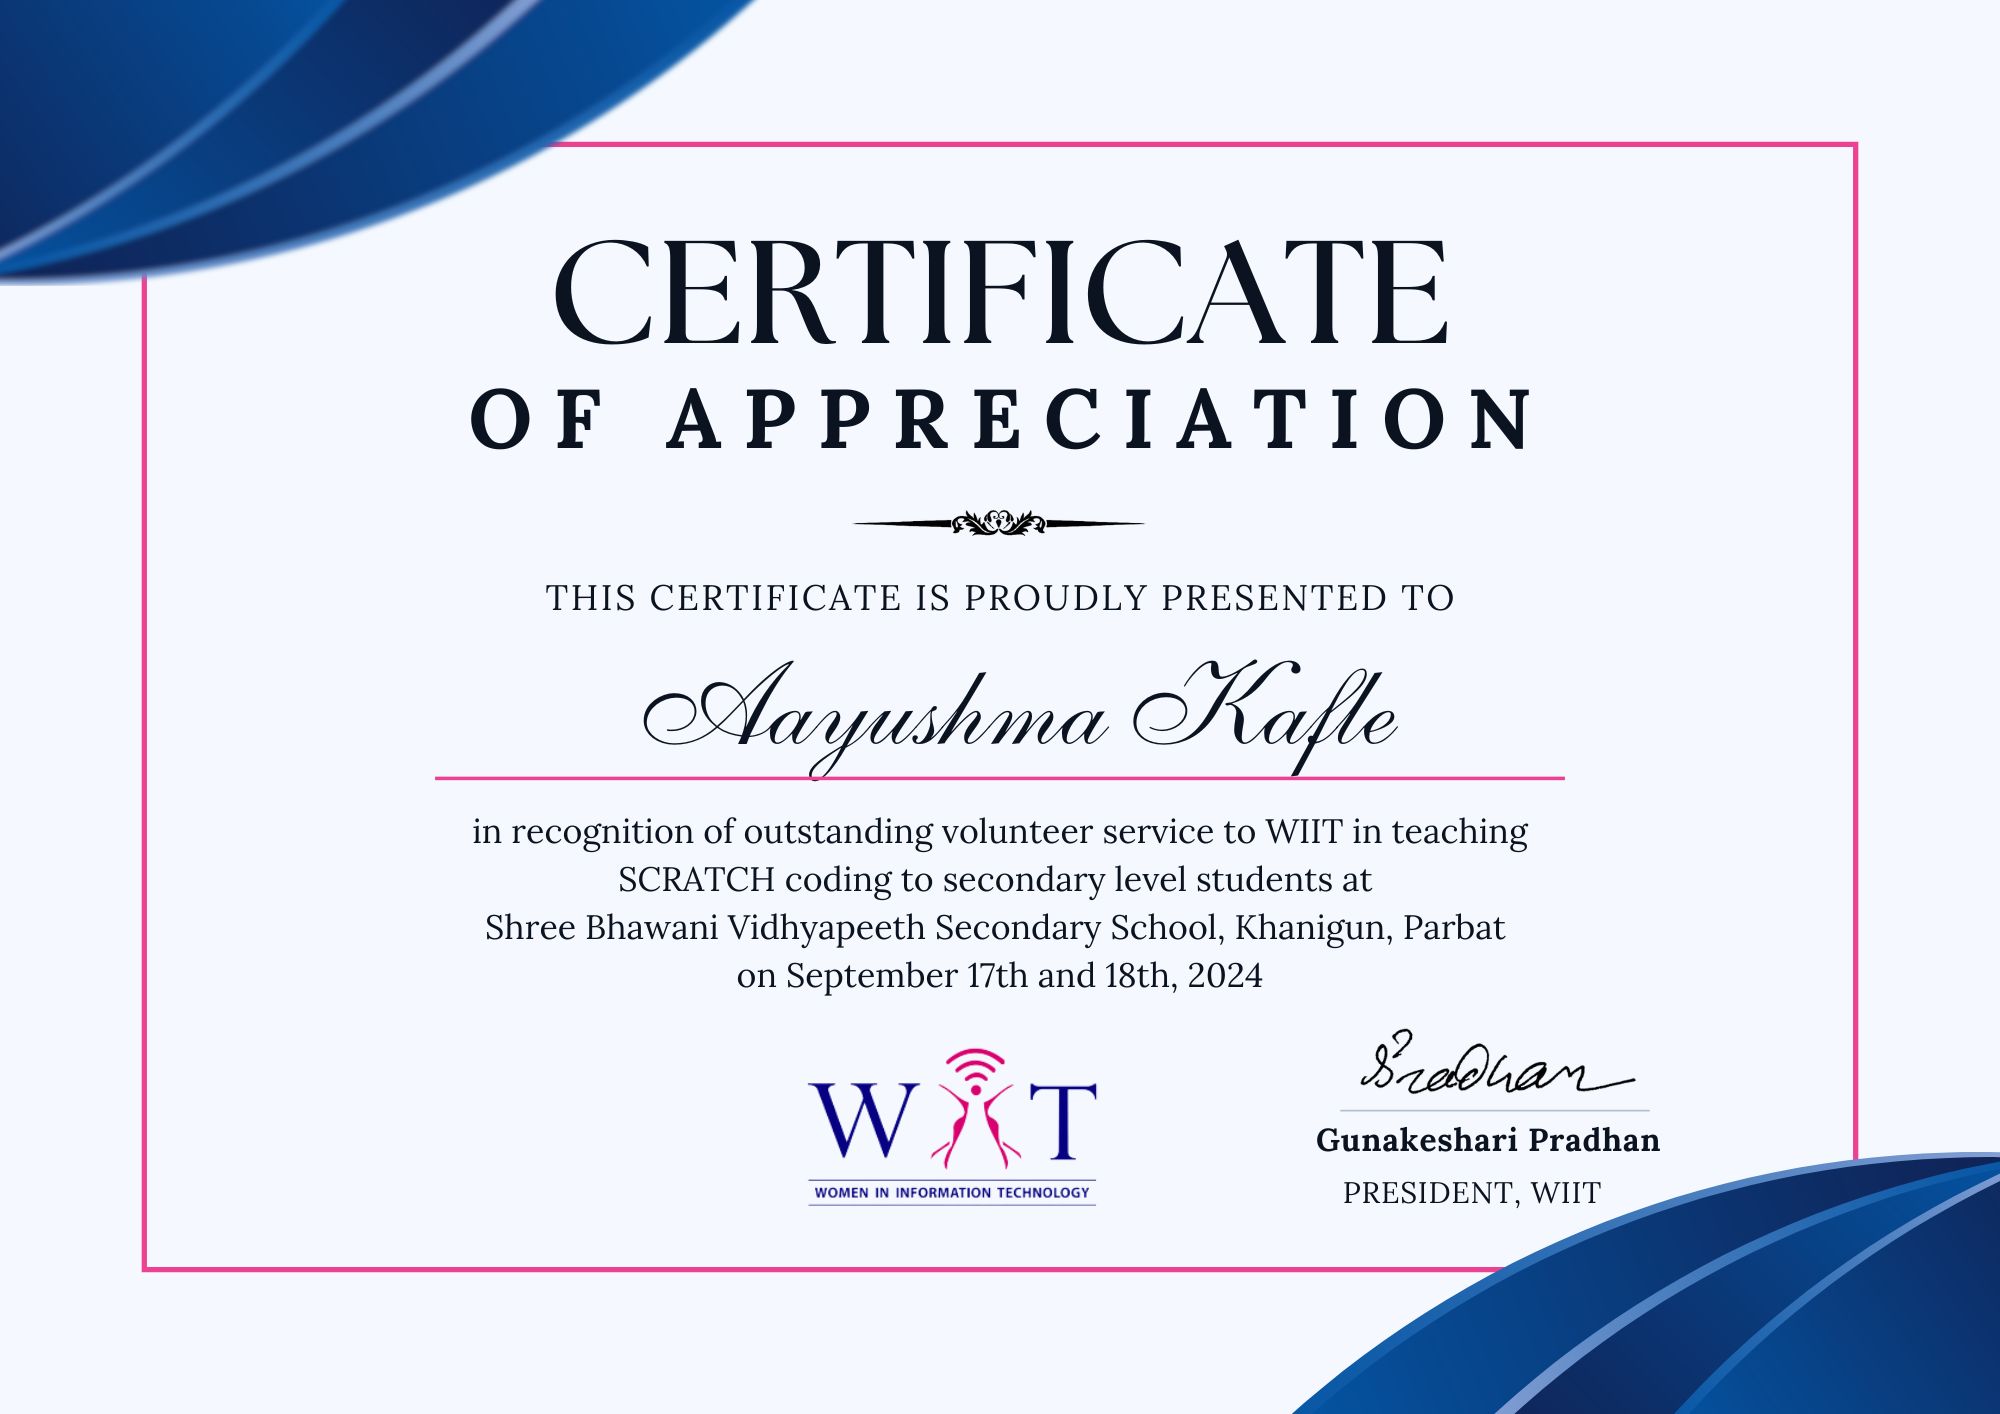 CERTIFICATE
OF APPRECIATION
THIS CERTIFICATE IS PROUDLY PRESENTED TO
Aayushma Kafle
in recognition of outstanding volunteer service to WIIT in teaching
SCRATCH coding to secondary level students at
Shree Bhawani Vidhyapeeth Secondary School, Khanigun, Parbat
on September 17th and 18th, 2024
WIIT
WOMEN IN INFORMATION TECHNOLOGY
Pradhan
Gunakeshari Pradhan
PRESIDENT, WIIT